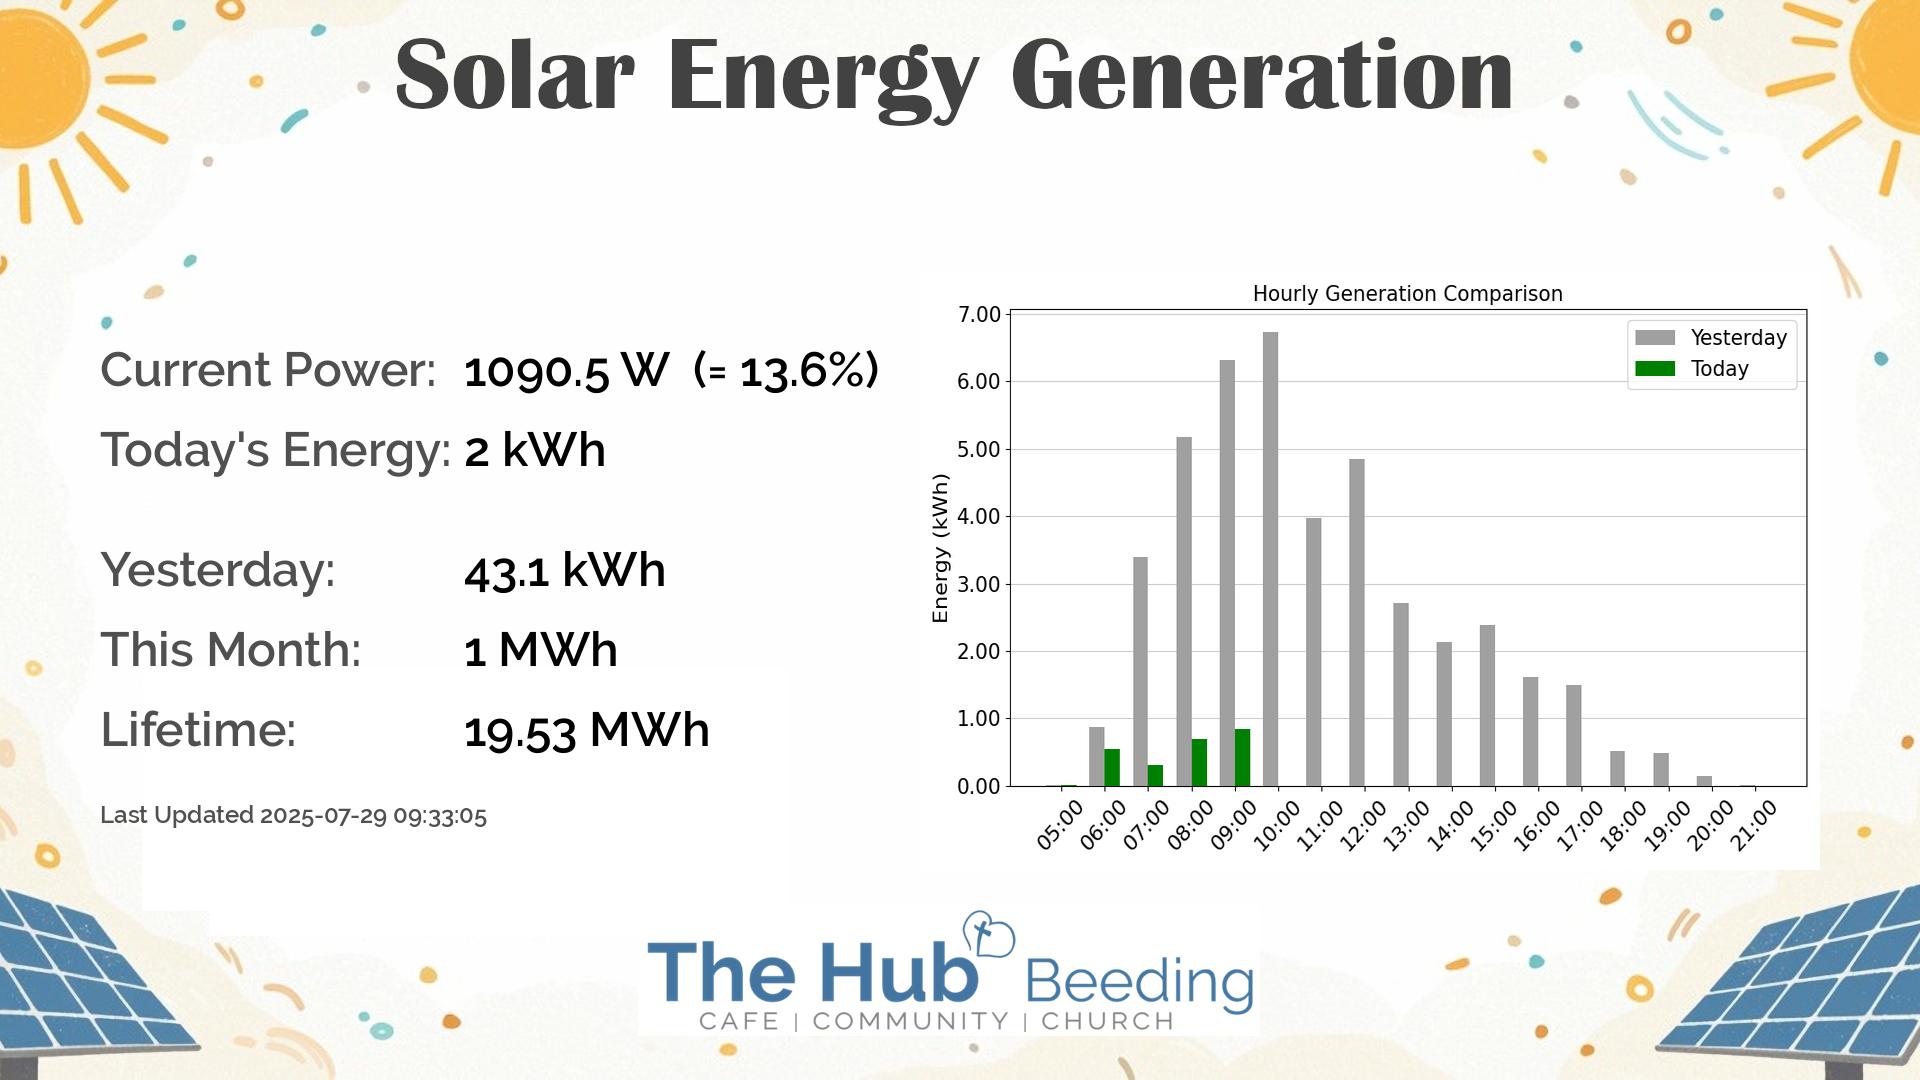 Solar Energy Generation
Current Power: 1090.5 W (= 13.6%)
Today's Energy: 2 kWh
Yesterday: 43.1 kWh
This Month: 1 MWh
Lifetime: 19.53 MWh
Last Updated 2025-07-29 09:33:05
Hourly Generation Comparison
Yesterday
Today
Energy (kWh)
7.00
6.00
5.00
4.00
3.00
2.00
1.00
0.00
05:00 06:00 07:00 08:00 09:00 10:00 11:00 12:00 13:00 14:00 15:00 16:00 17:00 18:00 19:00 20:00 21:00
The Hub Beeding
CAFE | COMMUNITY | CHURCH